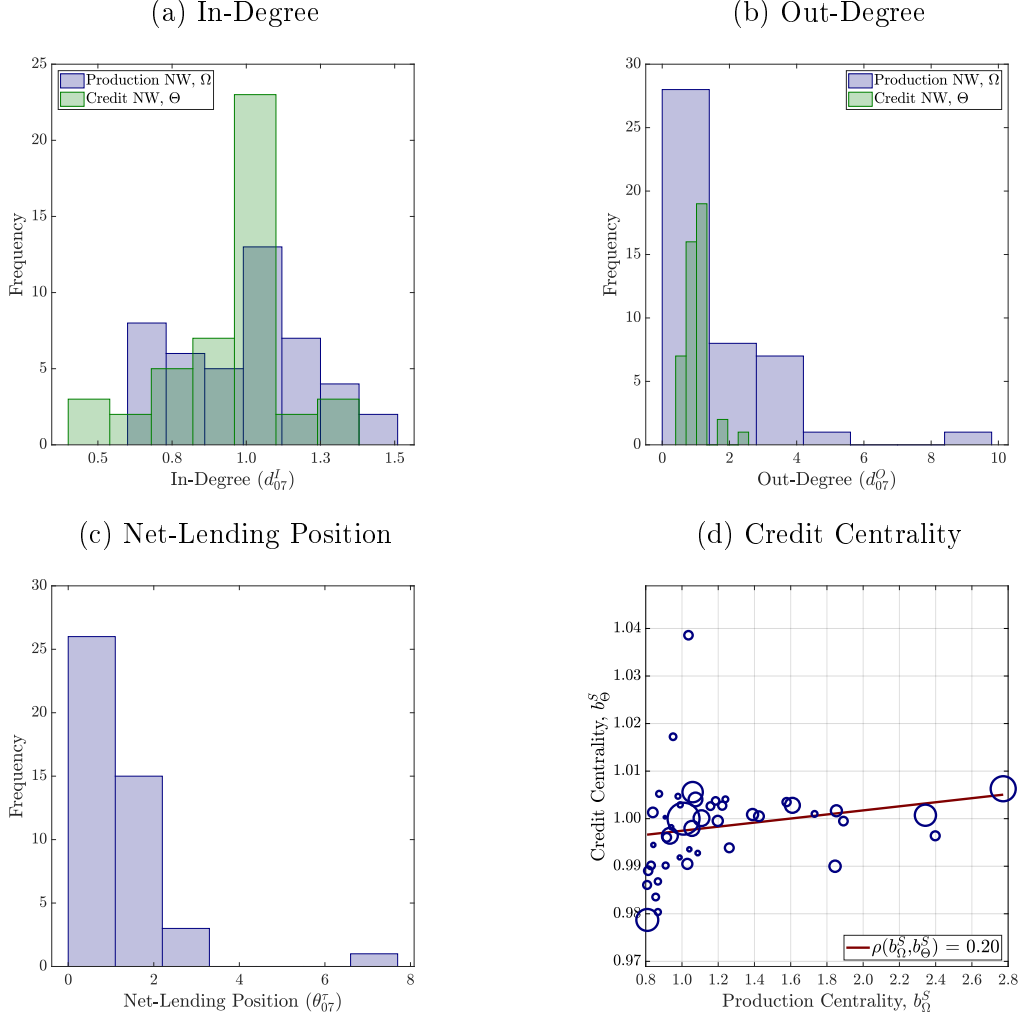 (a) In-Degree
25
20
15
10
5
0
Frequency
Production NW, Ω
Credit NW, Θ
0.5 0.8 1.0 1.3 1.5
In-Degree (d^I_07)
(b) Out-Degree
30
25
20
15
10
5
0
Frequency
Production NW, Ω
Credit NW, Θ
0 2 4 6 8 10
Out-Degree (d^O_07)
(c) Net-Lending Position
30
25
20
15
10
5
0
Frequency
0 2 4 6 8
Net-Lending Position (θ^τ_07)
(d) Credit Centrality
1.04
1.03
1.02
1.01
1.00
0.99
0.98
0.97
Credit Centrality, b^S_Θ
ρ(b^S_Ω,b^S_Θ) = 0.20
0.8 1.0 1.2 1.4 1.6 1.8 2.0 2.2 2.4 2.6 2.8
Production Centrality, b^S_Ω